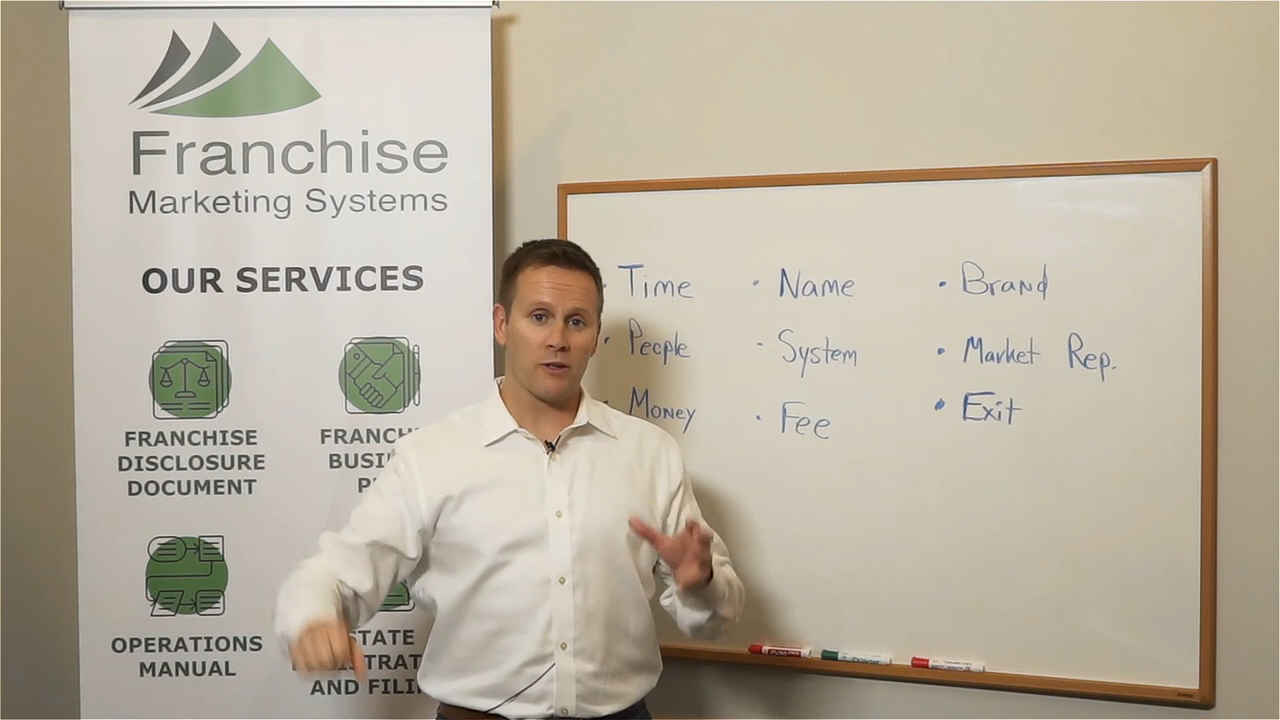 Franchise
Marketing Systems
OUR SERVICES
FRANCHISE
DISCLOSURE
DOCUMENT
OPERATIONS
MANUAL
STATE
AND
• Time
• People
• Money
• Name
• System
• Fee
• Brand
• Market Rep.
• Exit